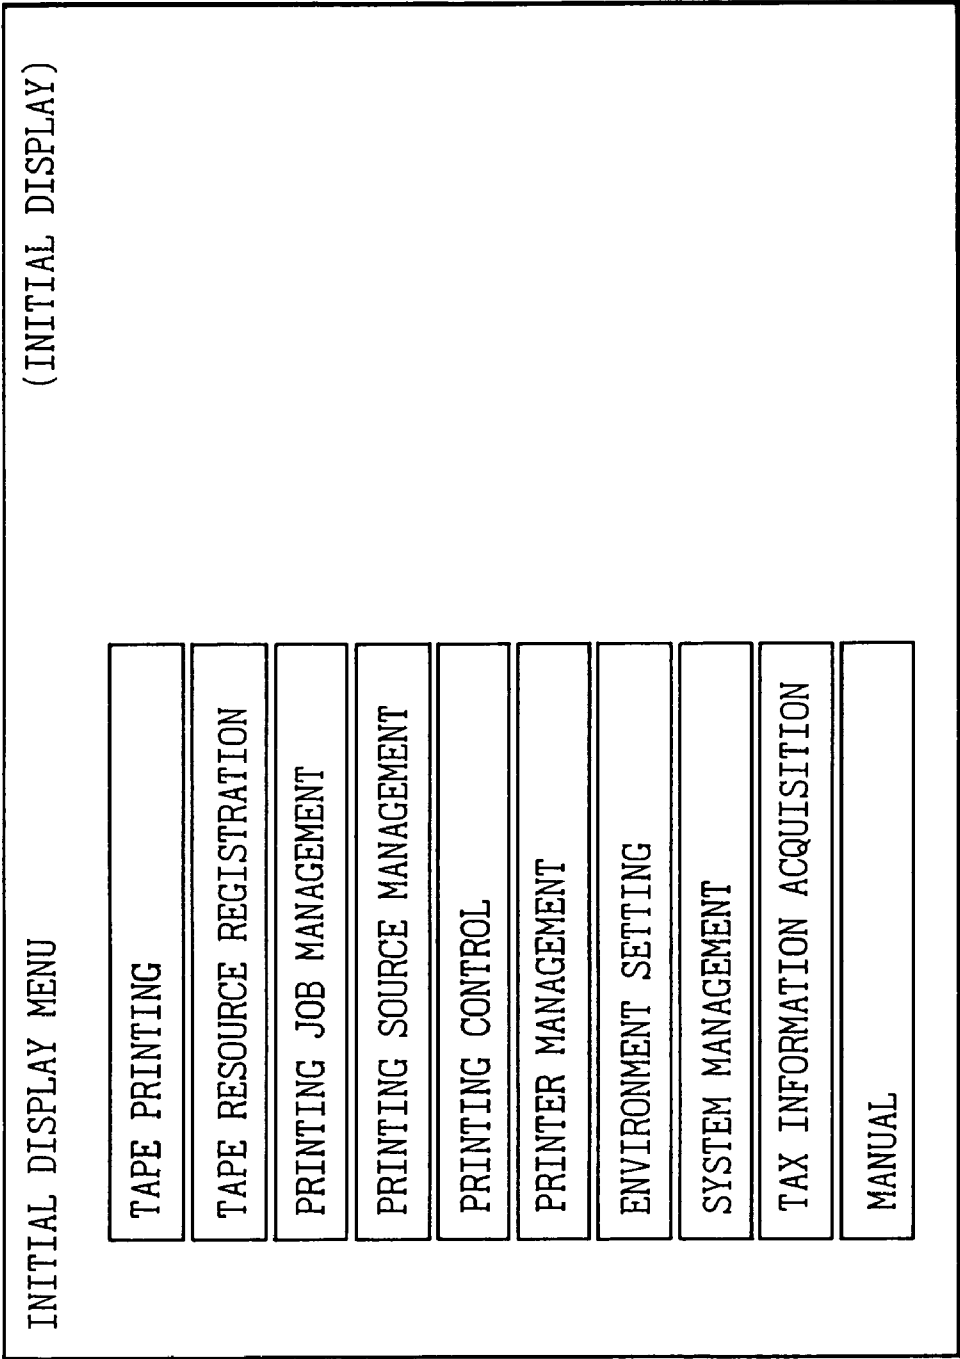 INITIAL DISPLAY MENU (INITIAL DISPLAY)
TAPE PRINTING
TAPE RESOURCE REGISTRATION
PRINTING JOB MANAGEMENT
PRINTING SOURCE MANAGEMENT
PRINTING CONTROL
PRINTER MANAGEMENT
ENVIRONMENT SETTING
SYSTEM MANAGEMENT
TAX INFORMATION ACQUISITION
MANUAL